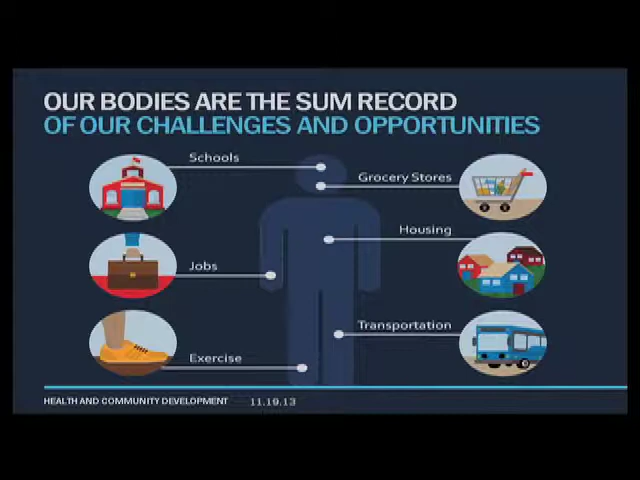 OUR BODIES ARE THE SUM RECORD
OF OUR CHALLENGES AND OPPORTUNITIES
Schools
Grocery Stores
Housing
Jobs
Transportation
Exercise
HEALTH AND COMMUNITY DEVELOPMENT 11.19.13